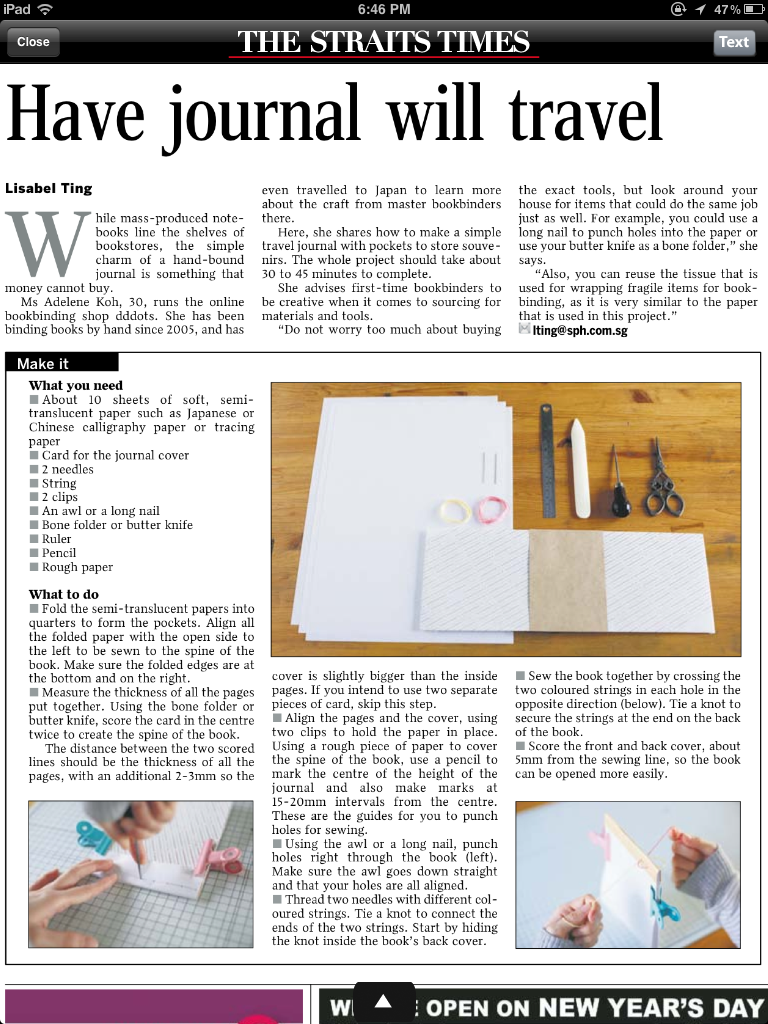 iPad
6:46 PM
47%
Close
THE STRAITS TIMES
Text
Have journal will travel
Lisabel Ting
While mass-produced note-
books line the shelves of
bookstores, the simple
charm of a hand-bound
journal is something that
money cannot buy.
Ms Adelene Koh, 30, runs the online
bookbinding shop dddots. She has been
binding books by hand since 2005, and has
even travelled to Japan to learn more
about the craft from master bookbinders
there.
Here, she shares how to make a simple
travel journal with pockets to store souve-
nirs. The whole project should take about
30 to 45 minutes to complete.
She advises first-time bookbinders to
be creative when it comes to sourcing for
materials and tools.
“Do not worry too much about buying
the exact tools, but look around your
house for items that could do the same job
just as well. For example, you could use a
long nail to punch holes into the paper or
use your butter knife as a bone folder,” she
says.
“Also, you can reuse the tissue that is
used for wrapping fragile items for book-
binding, as it is very similar to the paper
that is used in this project.”
lting@sph.com.sg
Make it
What you need
About 10 sheets of soft, semi-
translucent paper such as Japanese or
Chinese calligraphy paper or tracing
paper
Card for the journal cover
2 needles
String
2 clips
An awl or a long nail
Bone folder or butter knife
Ruler
Pencil
Rough paper
What to do
Fold the semi-translucent papers into
quarters to form the pockets. Align all
the folded paper with the open side to
the left to be sewn to the spine of the
book. Make sure the folded edges are at
the bottom and on the right.
Measure the thickness of all the pages
put together. Using the bone folder or
butter knife, score the card in the centre
twice to create the spine of the book.
The distance between the two scored
lines should be the thickness of all the
pages, with an additional 2-3mm so the
cover is slightly bigger than the inside
pages. If you intend to use two separate
pieces of card, skip this step.
Align the pages and the cover, using
two clips to hold the paper in place.
Using a rough piece of paper to cover
the spine of the book, use a pencil to
mark the centre of the height of the
journal and also make marks at
15-20mm intervals from the centre.
These are the guides for you to punch
holes for sewing.
Using the awl or a long nail, punch
holes right through the book (left).
Make sure the awl goes down straight
and that your holes are all aligned.
Thread two needles with different col-
oured strings. Tie a knot to connect the
ends of the two strings. Start by hiding
the knot inside the book’s back cover.
Sew the book together by crossing the
two coloured strings in each hole in the
opposite direction (below). Tie a knot to
secure the strings at the end on the back
of the book.
Score the front and back cover, about
5mm from the sewing line, so the book
can be opened more easily.
OPEN ON NEW YEAR’S DAY